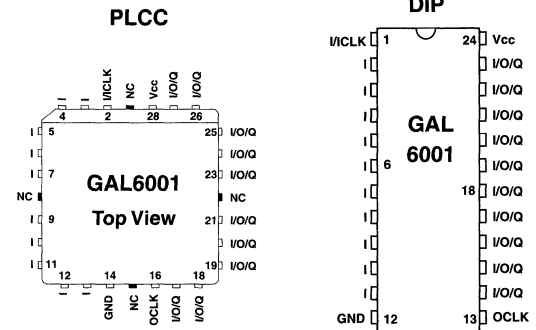 PLCC
I
I
I/ICLK
NC
Vcc
I/O/Q
I/O/Q
4
2
28
26
I 5
25 I/O/Q
I
I/O/Q
I 7
23 I/O/Q
GAL6001
NC
NC
Top View
I 9
21 I/O/Q
I
I/O/Q
I 11
19 I/O/Q
12
14
16
18
I
I
GND
NC
OCLK
I/O/Q
I/O/Q
DIP
I/ICLK 1
24 Vcc
I
I/O/Q
I
I/O/Q
I
I/O/Q
GAL
6001
I
I/O/Q
I 6
I/O/Q
I
18 I/O/Q
I
I/O/Q
I
I/O/Q
I
I/O/Q
I
I/O/Q
GND 12
13 OCLK